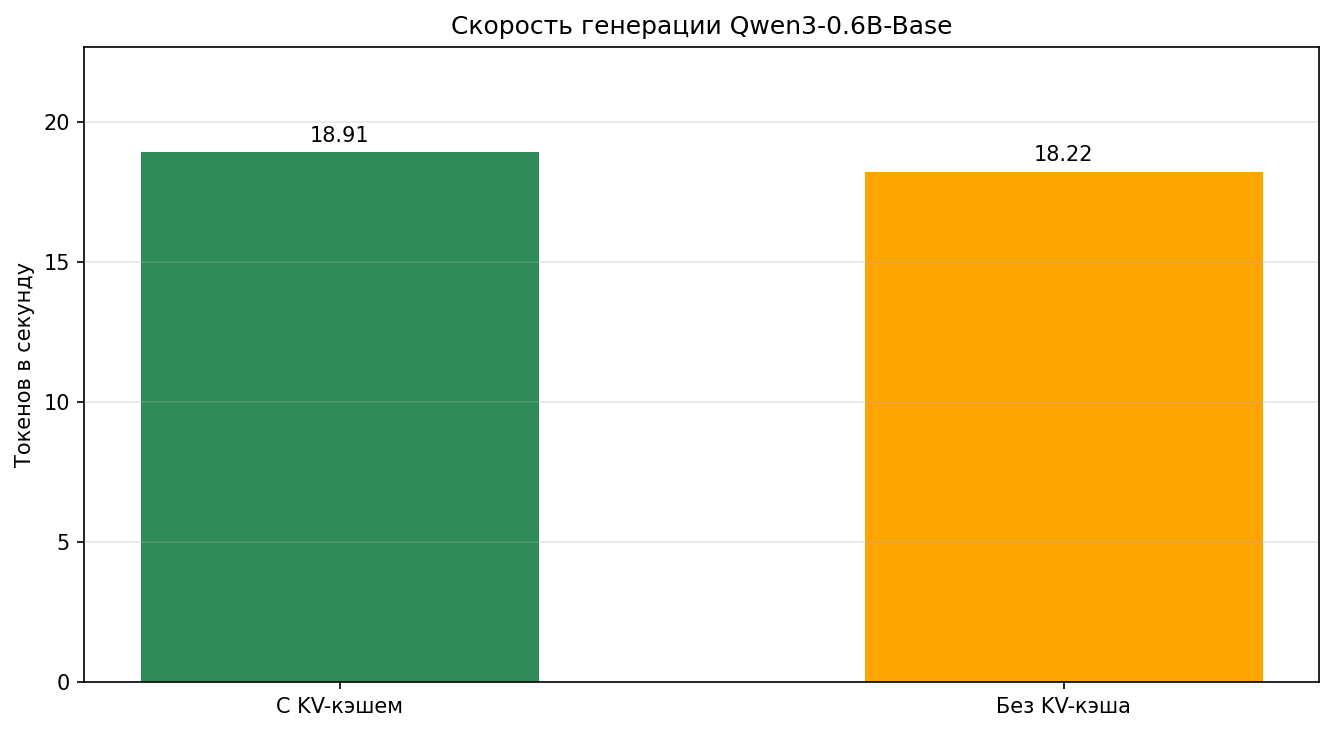 Скорость генерации Qwen3-0.6B-Base
Токенов в секунду
20
15
10
5
0
18.91
18.22
С KV-кэшем
Без KV-кэша